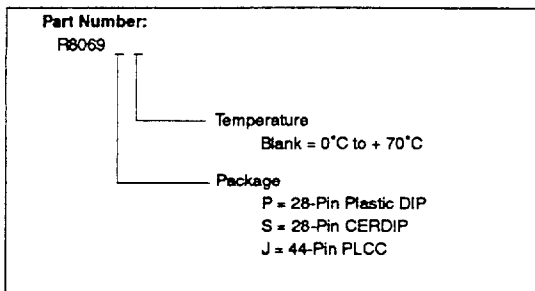 Part Number:
R8069 _ _
Temperature
Blank = 0°C to + 70°C
Package
P = 28-Pin Plastic DIP
S = 28-Pin CERDIP
J = 44-Pin PLCC